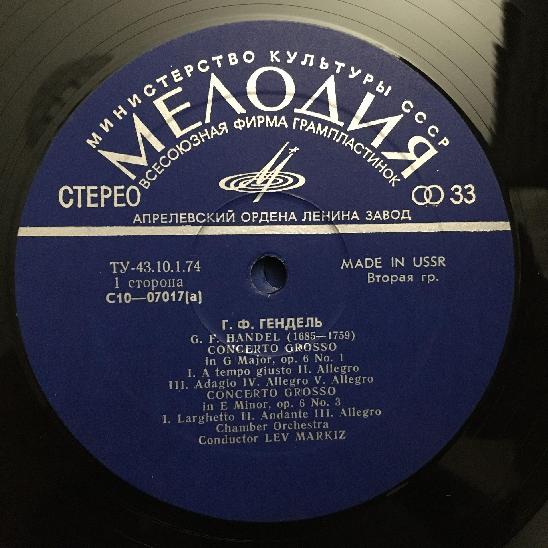 МИНИСТЕРСТВО КУЛЬТУРЫ СССР
МЕЛОДИЯ
ВСЕСОЮЗНАЯ ФИРМА ГРАМПЛАСТИНОК
СТЕРЕО
33
АПРЕЛЕВСКИЙ ОРДЕНА ЛЕНИНА ЗАВОД
ТУ-43.10.1.74
1 сторона
С10—07017(a)
MADE IN USSR
Вторая гр.
Г. Ф. ГЕНДЕЛЬ
G. F. HANDEL (1685—1759)
CONCERTO GROSSO
in G Major, op. 6 No. 1
I. A tempo giusto II. Allegro
III. Adagio IV. Allegro V. Allegro
CONCERTO GROSSO
in E Minor, op. 6 No. 3
I. Larghetto II. Andante III. Allegro
Chamber Orchestra
Conductor LEV MARKIZ